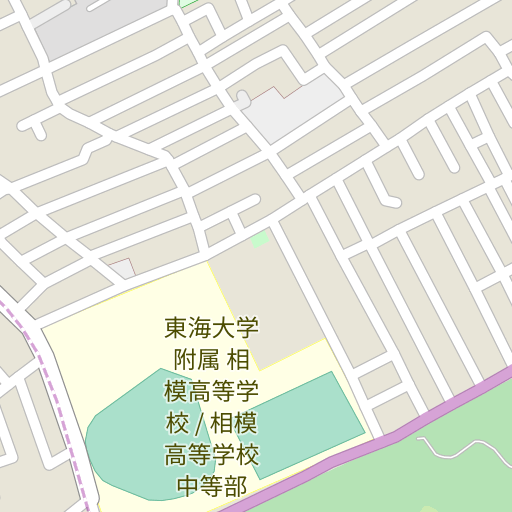 東海大学
附属 相
模高等学
校 / 相模
高等学校
中等部